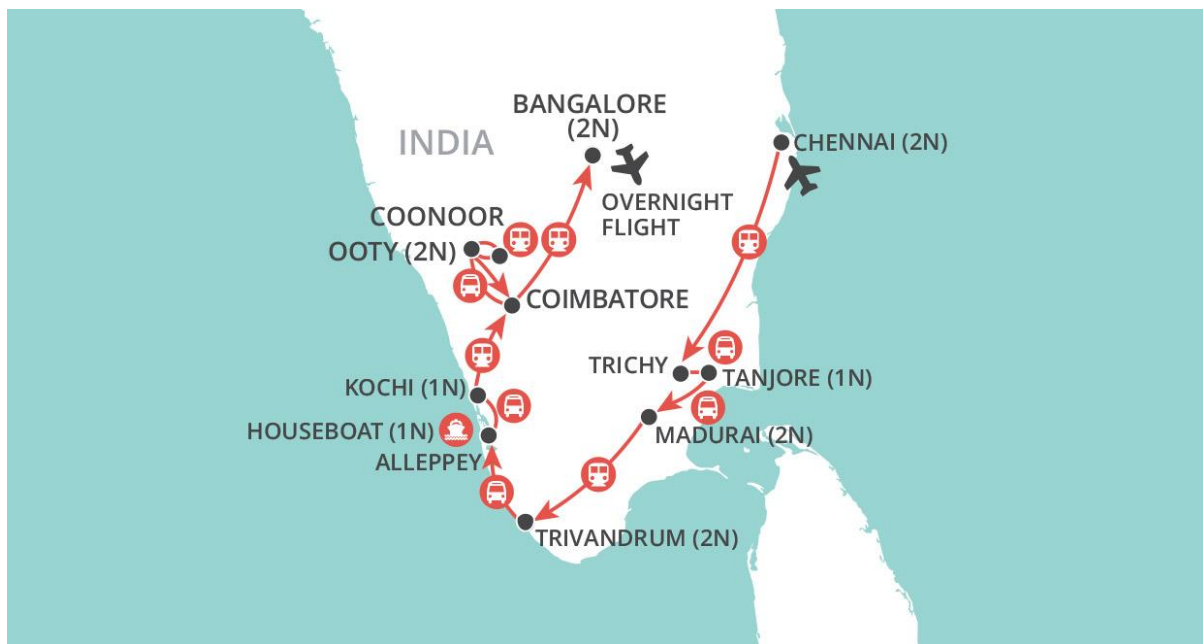 BANGALORE
(2N)
INDIA
CHENNAI (2N)
OVERNIGHT
FLIGHT
COONOOR
OOTY (2N)
COIMBATORE
TRICHY
TANJORE (1N)
KOCHI (1N)
MADURAI (2N)
HOUSEBOAT (1N)
ALLEPPEY
TRIVANDRUM (2N)